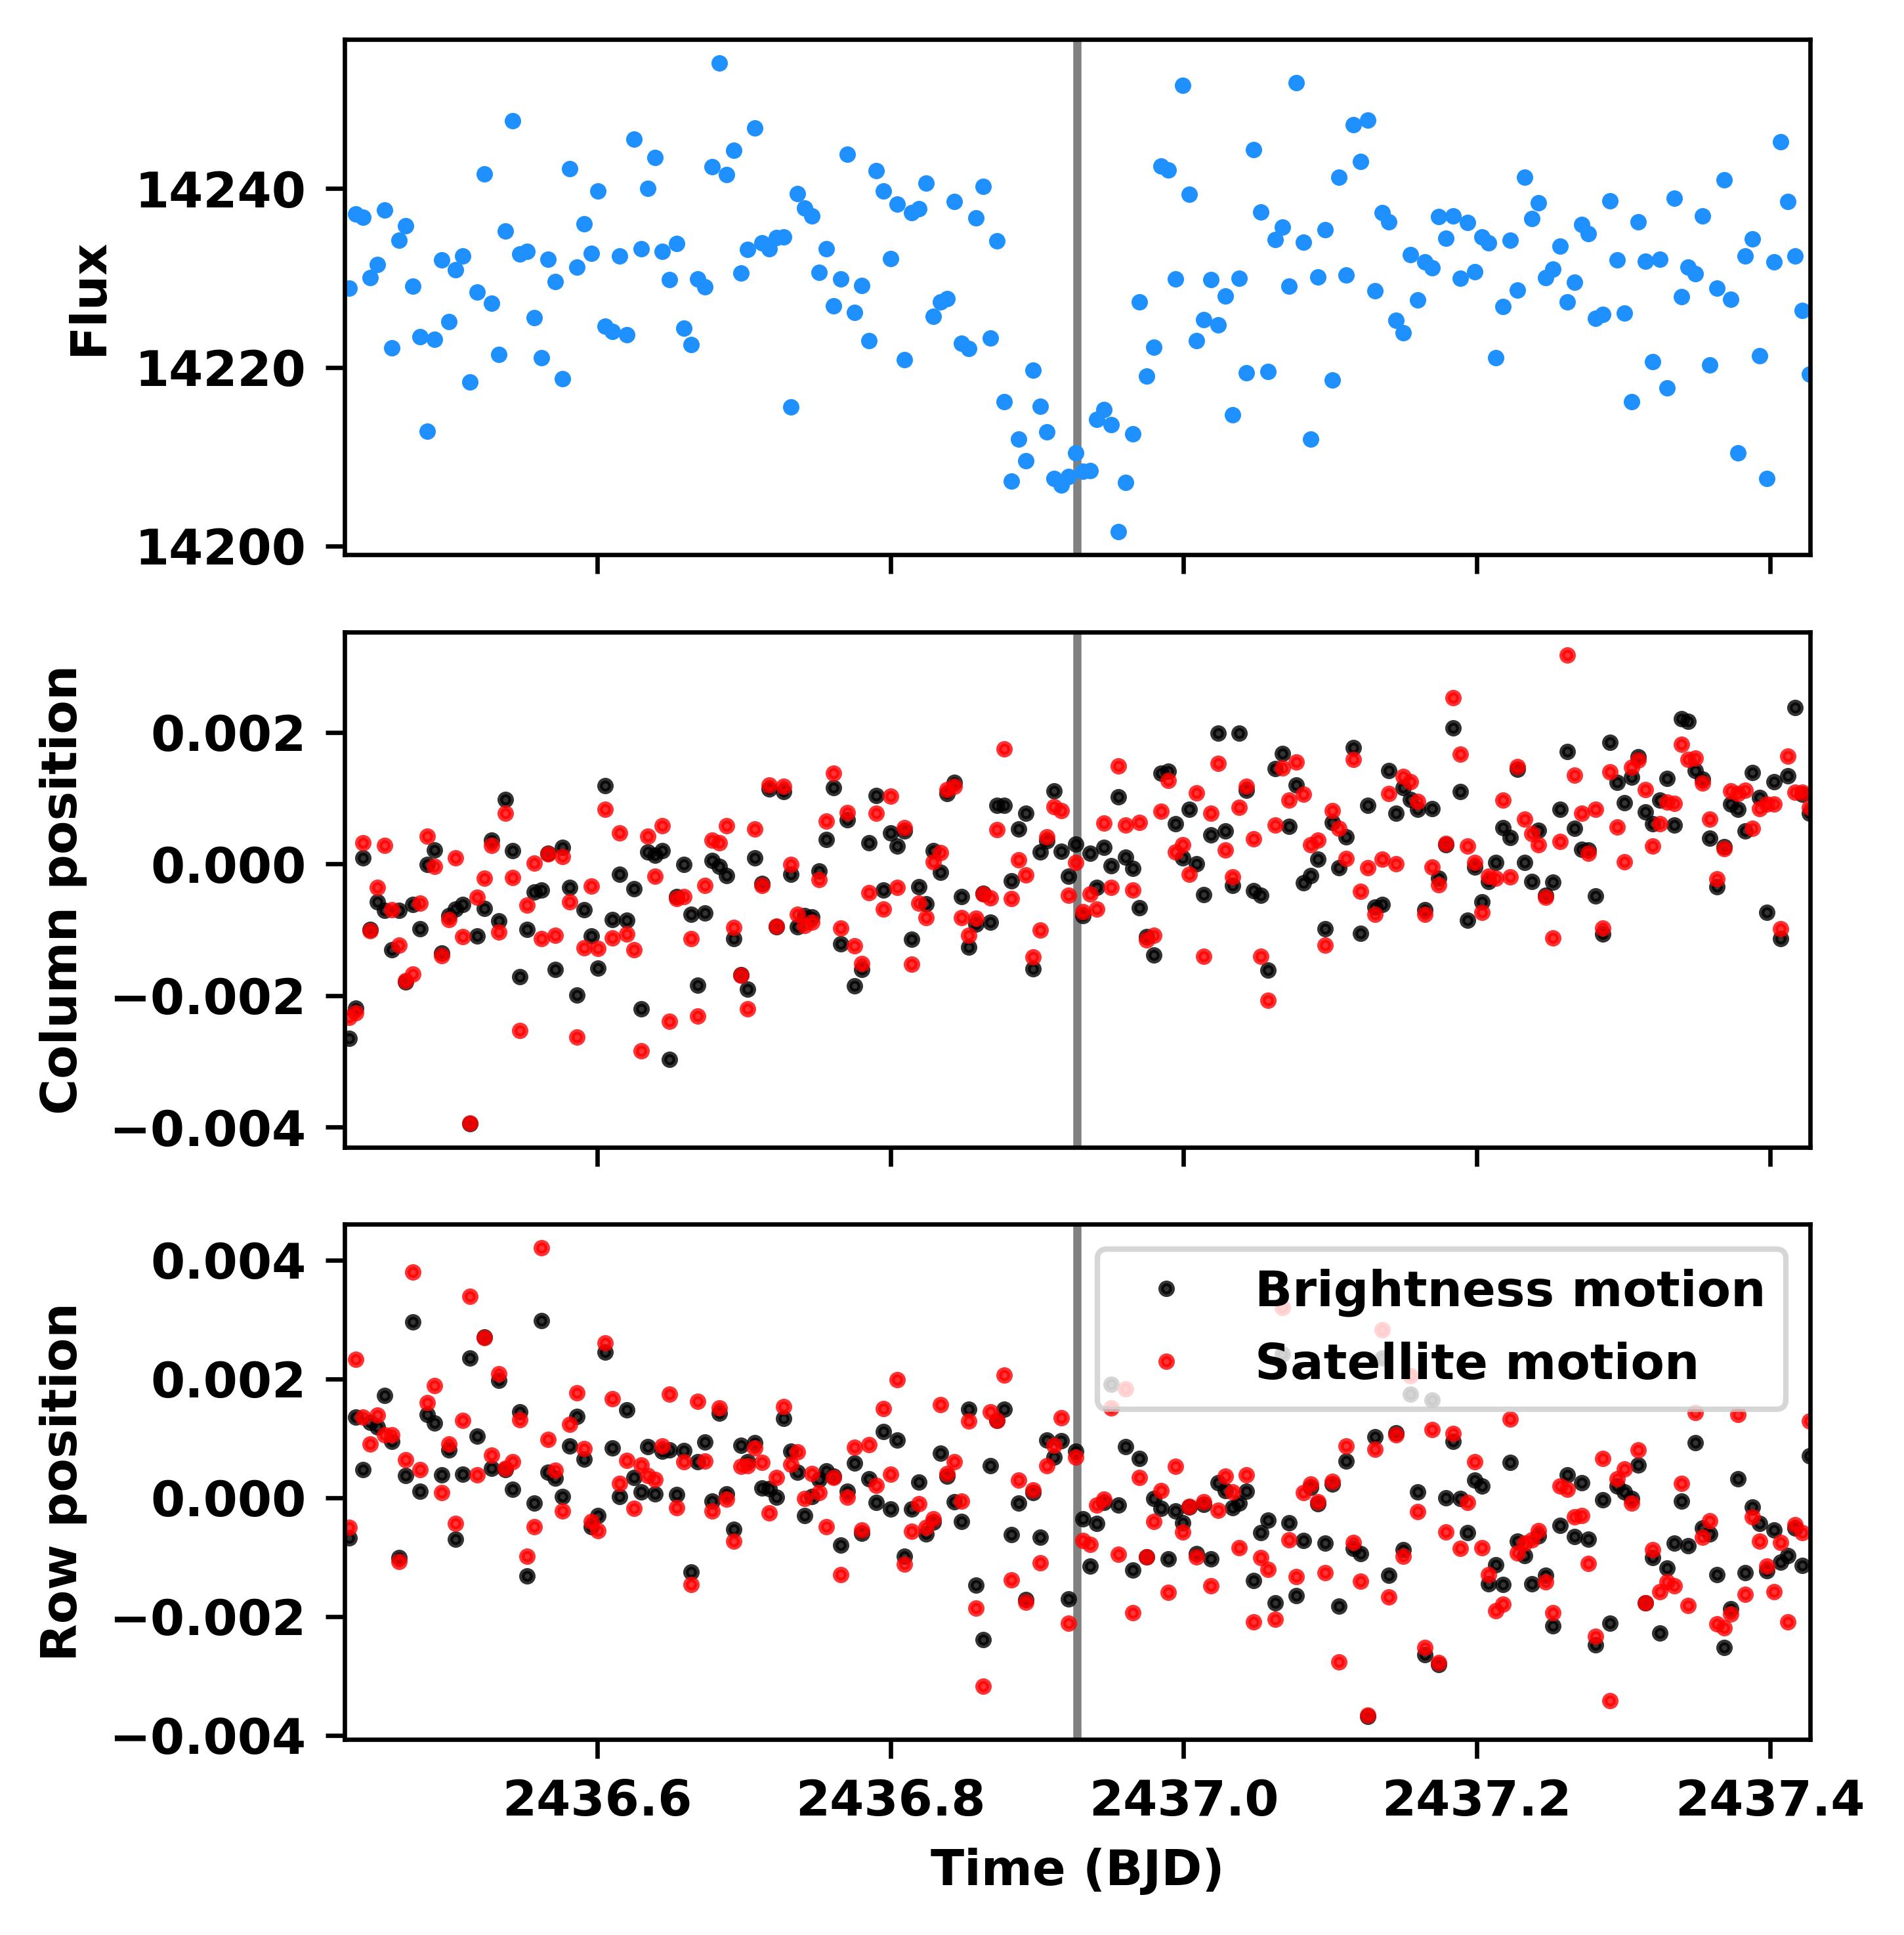 Flux
14240
14220
14200
Column position
0.002
0.000
−0.002
−0.004
Row position
0.004
0.002
0.000
−0.002
−0.004
Brightness motion
Satellite motion
2436.6 2436.8 2437.0 2437.2 2437.4
Time (BJD)